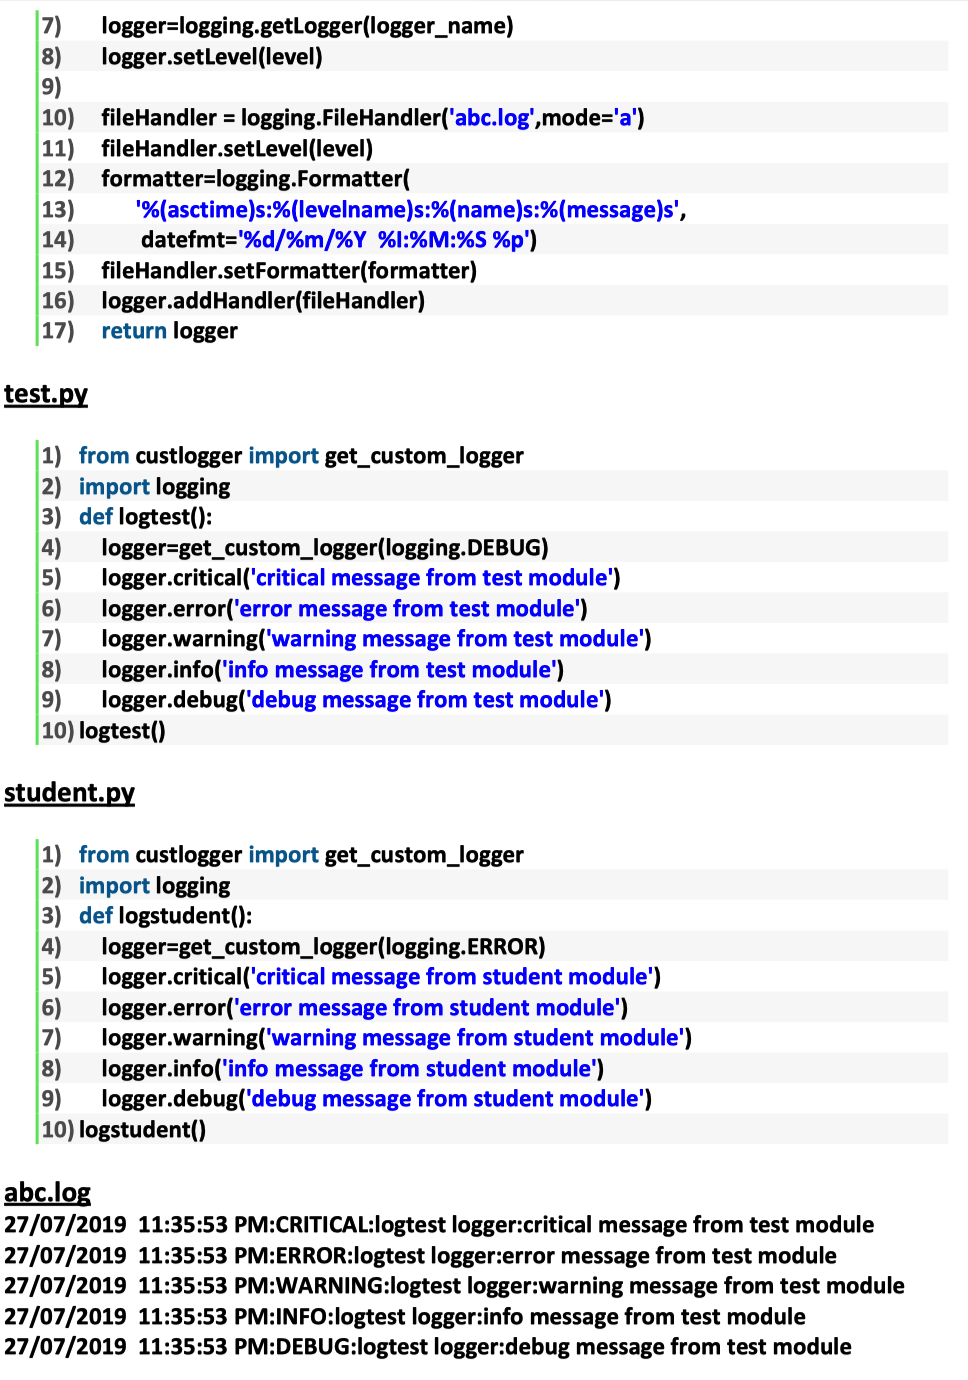 7) logger=logging.getLogger(logger_name)
8) logger.setLevel(level)
9)
10) fileHandler = logging.FileHandler('abc.log',mode='a')
11) fileHandler.setLevel(level)
12) formatter=logging.Formatter(
13) '%(asctime)s:%(levelname)s:%(name)s:%(message)s',
14) datefmt='%d/%m/%Y  %I:%M:%S %p')
15) fileHandler.setFormatter(formatter)
16) logger.addHandler(fileHandler)
17) return logger
test.py
1) from custlogger import get_custom_logger
2) import logging
3) def logtest():
4) logger=get_custom_logger(logging.DEBUG)
5) logger.critical('critical message from test module')
6) logger.error('error message from test module')
7) logger.warning('warning message from test module')
8) logger.info('info message from test module')
9) logger.debug('debug message from test module')
10) logtest()
student.py
1) from custlogger import get_custom_logger
2) import logging
3) def logstudent():
4) logger=get_custom_logger(logging.ERROR)
5) logger.critical('critical message from student module')
6) logger.error('error message from student module')
7) logger.warning('warning message from student module')
8) logger.info('info message from student module')
9) logger.debug('debug message from student module')
10) logstudent()
abc.log
27/07/2019  11:35:53 PM:CRITICAL:logtest logger:critical message from test module
27/07/2019  11:35:53 PM:ERROR:logtest logger:error message from test module
27/07/2019  11:35:53 PM:WARNING:logtest logger:warning message from test module
27/07/2019  11:35:53 PM:INFO:logtest logger:info message from test module
27/07/2019  11:35:53 PM:DEBUG:logtest logger:debug message from test module